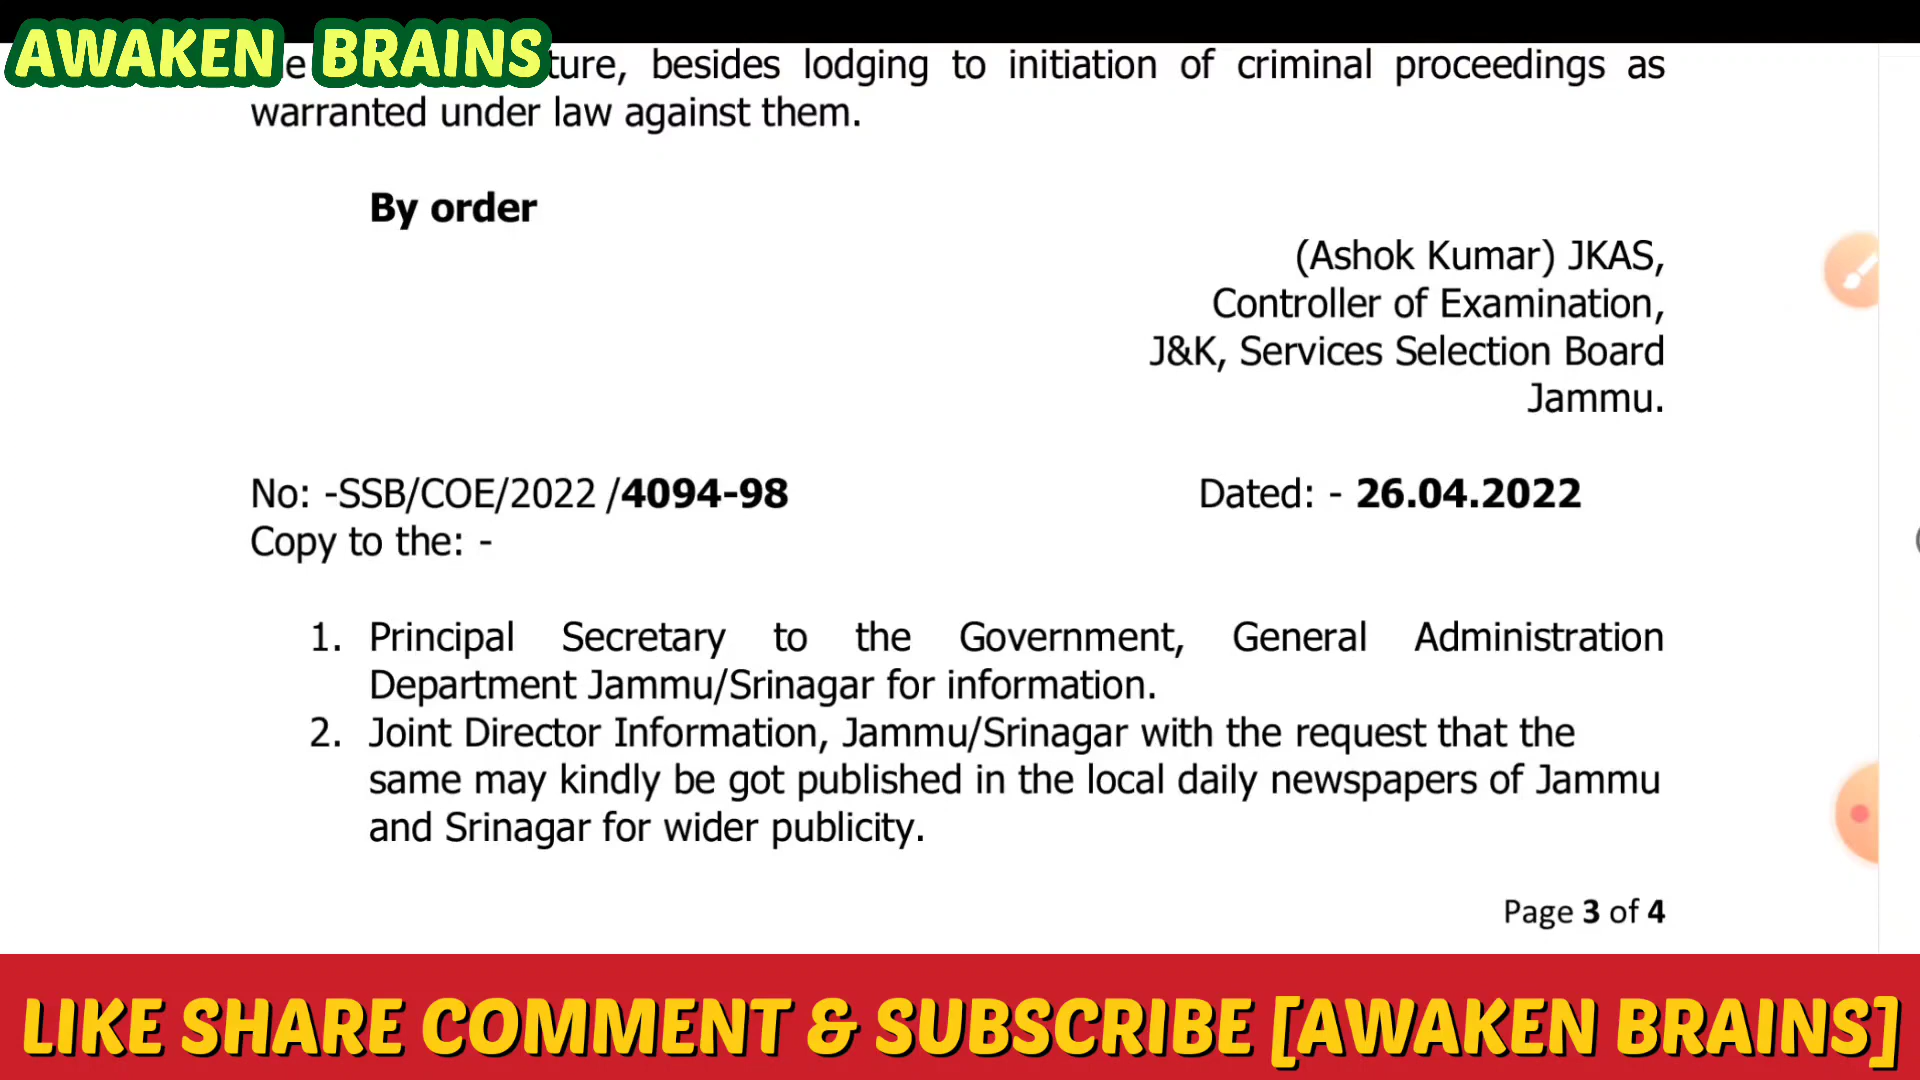 AWAKEN BRAINS
ture, besides lodging to initiation of criminal proceedings as
warranted under law against them.
By order
(Ashok Kumar) JKAS,
Controller of Examination,
J&K, Services Selection Board
Jammu.
No: -SSB/COE/2022 /4094-98 Dated: - 26.04.2022
Copy to the: -
1. Principal Secretary to the Government, General Administration
Department Jammu/Srinagar for information.
2. Joint Director Information, Jammu/Srinagar with the request that the
same may kindly be got published in the local daily newspapers of Jammu
and Srinagar for wider publicity.
Page 3 of 4
LIKE SHARE COMMENT & SUBSCRIBE [AWAKEN BRAINS]